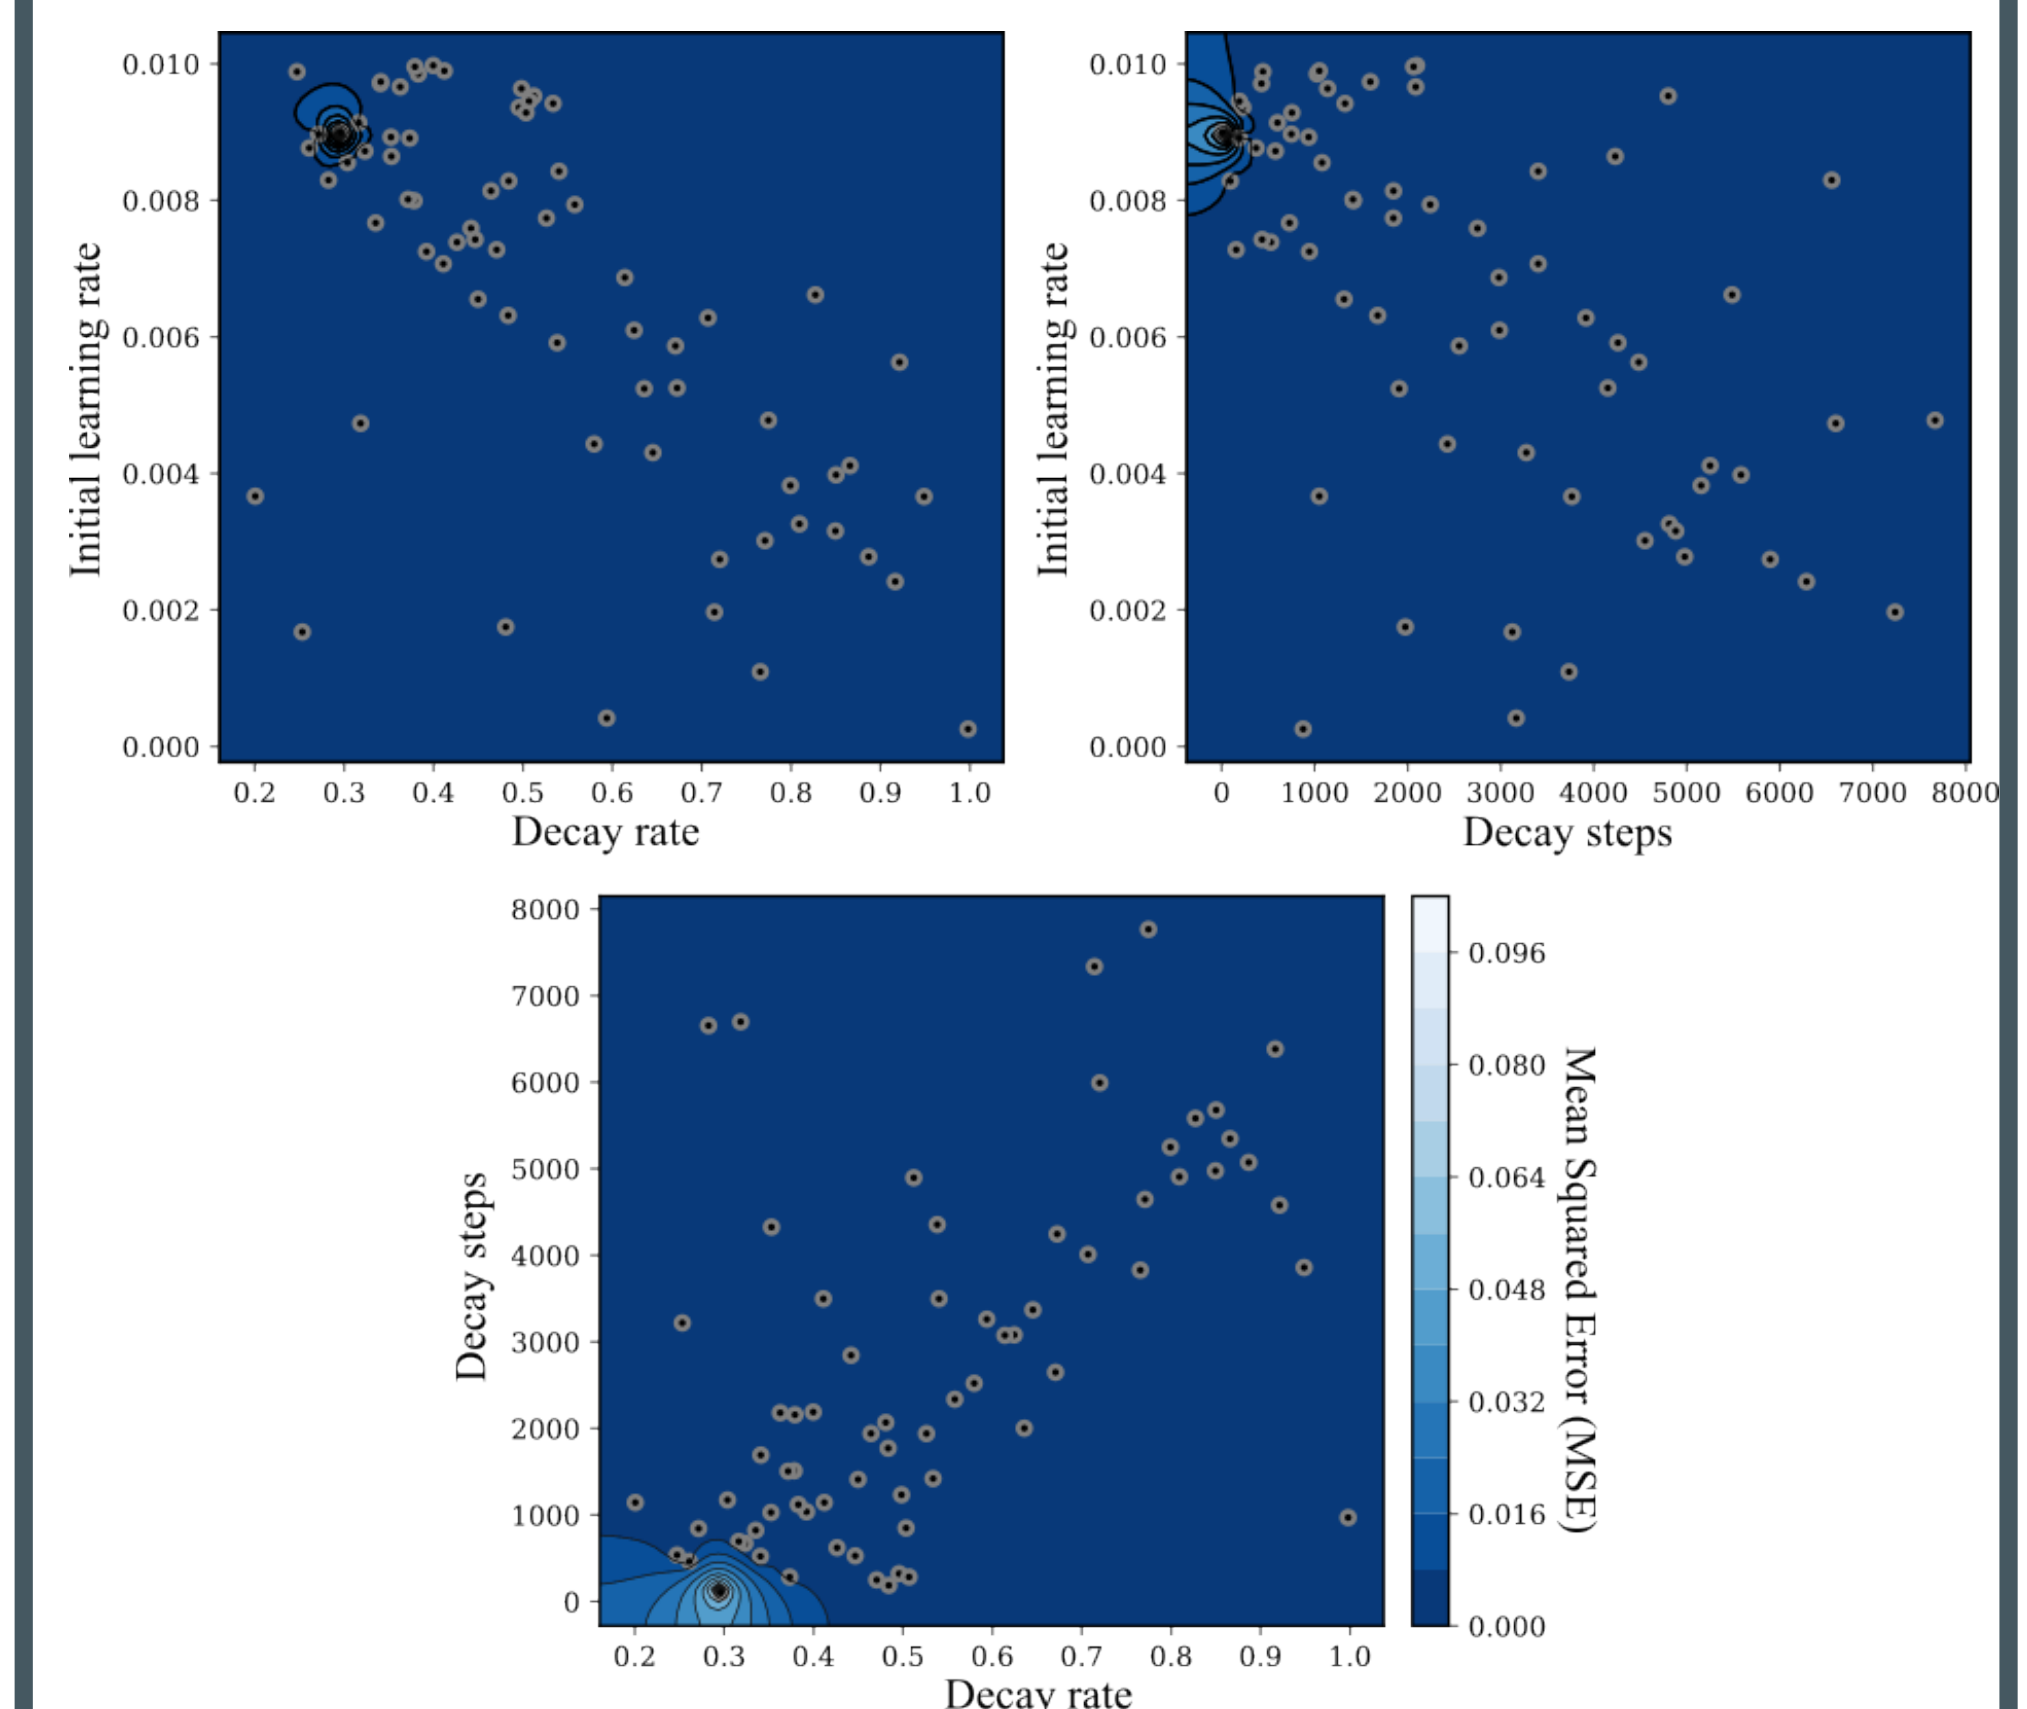 0.010
0.008
0.006
0.004
0.002
0.000
Initial learning rate
0.2 0.3 0.4 0.5 0.6 0.7 0.8 0.9 1.0
Decay rate
0.010
0.008
0.006
0.004
0.002
0.000
Initial learning rate
0 1000 2000 3000 4000 5000 6000 7000 8000
Decay steps
8000
7000
6000
5000
4000
3000
2000
1000
0
Decay steps
0.2 0.3 0.4 0.5 0.6 0.7 0.8 0.9 1.0
Decay rate
0.096
0.080
0.064
0.048
0.032
0.016
0.000
Mean Squared Error (MSE)